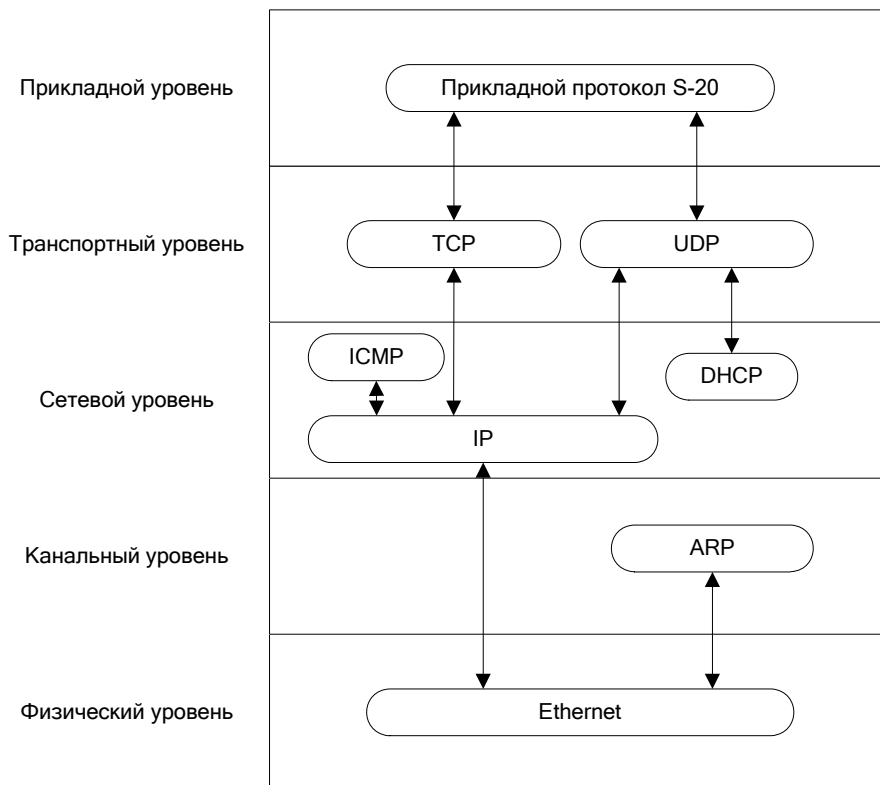 Прикладной уровень
Прикладной протокол S-20
Транспортный уровень
TCP
UDP
ICMP
DHCP
Сетевой уровень
IP
Канальный уровень
ARP
Физический уровень
Ethernet